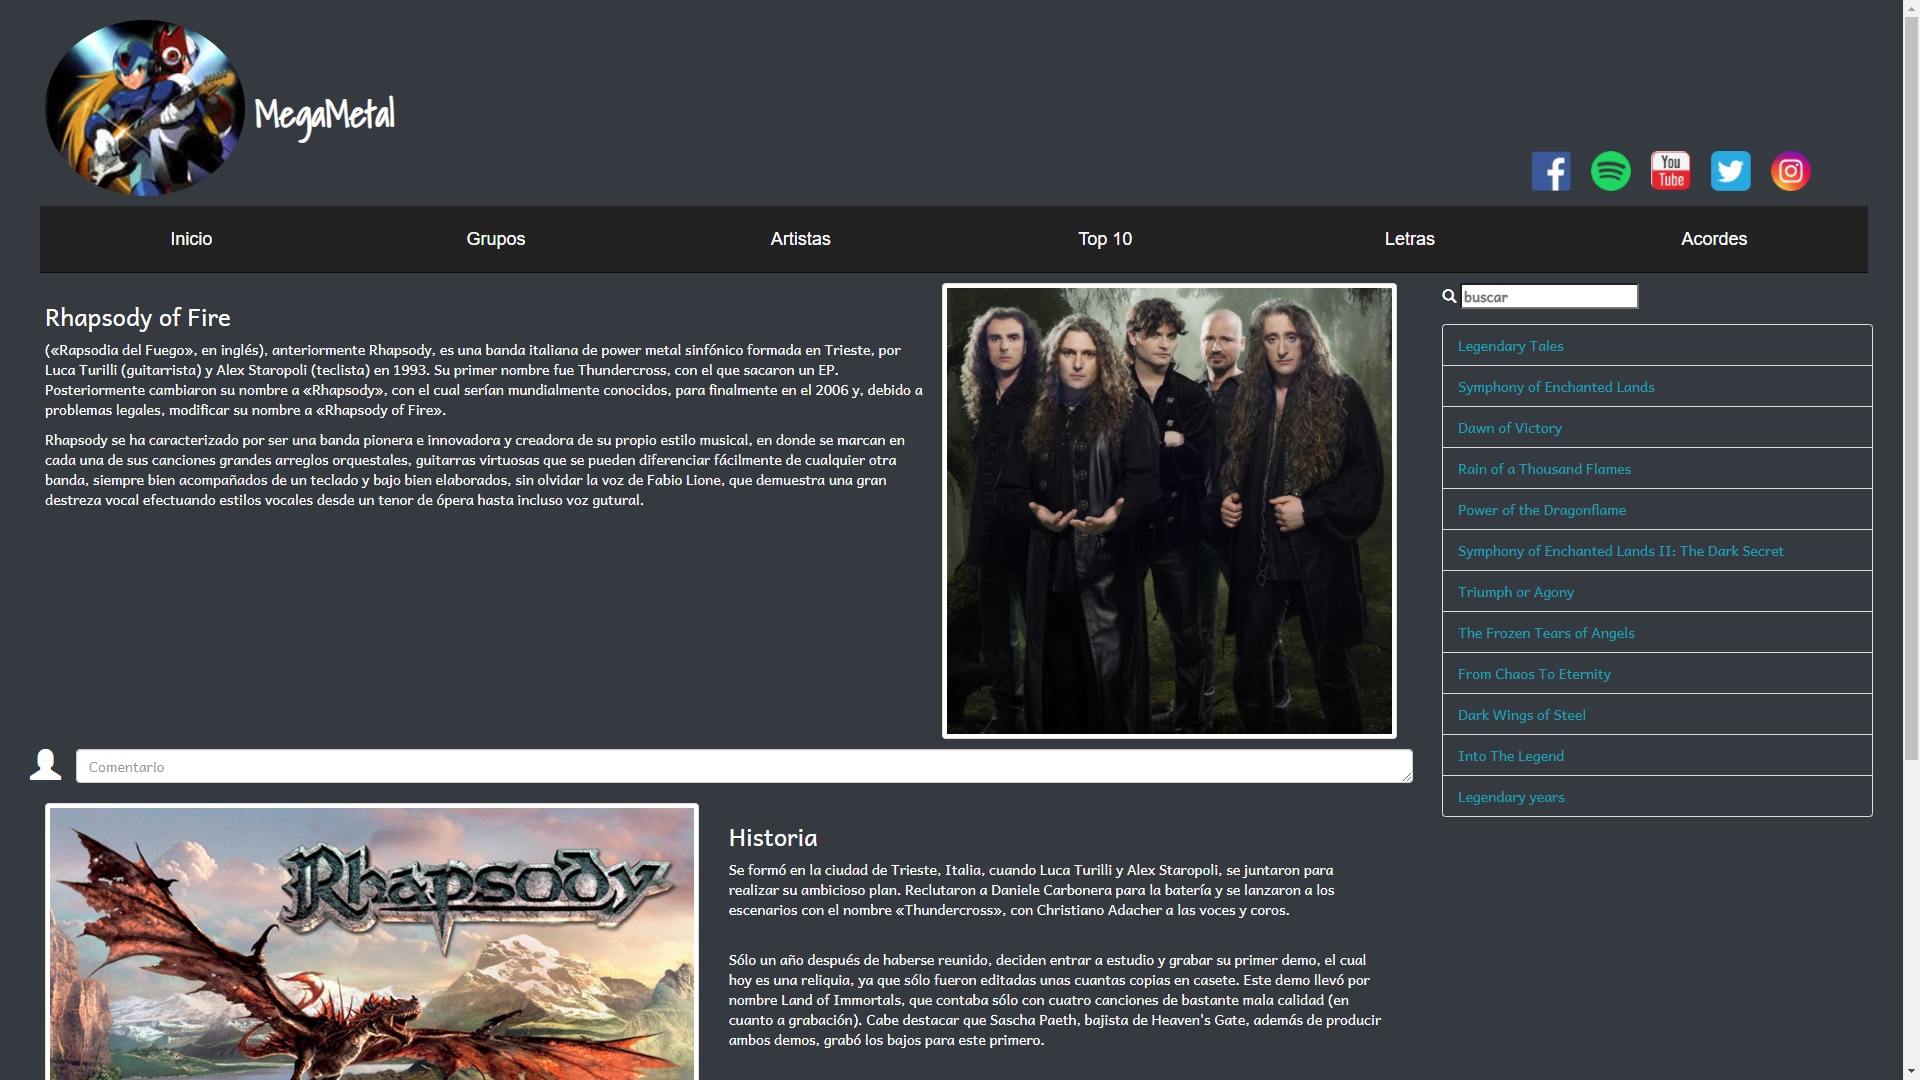 MegaMetal
You
Tube
Inicio
Grupos
Artistas
Top 10
Letras
Acordes
Rhapsody of Fire
(«Rapsodia del Fuego», en inglés), anteriormente Rhapsody, es una banda italiana de power metal sinfónico formada en Trieste, por
Luca Turilli (guitarrista) y Alex Staropoli (teclista) en 1993. Su primer nombre fue Thundercross, con el que sacaron un EP.
Posteriormente cambiaron su nombre a «Rhapsody», con el cual serían mundialmente conocidos, para finalmente en el 2006 y, debido a
problemas legales, modificar su nombre a «Rhapsody of Fire».
Rhapsody se ha caracterizado por ser una banda pionera e innovadora y creadora de su propio estilo musical, en donde se marcan en
cada una de sus canciones grandes arreglos orquestales, guitarras virtuosas que se pueden diferenciar fácilmente de cualquier otra
banda, siempre bien acompañados de un teclado y bajo bien elaborados, sin olvidar la voz de Fabio Lione, que demuestra una gran
destreza vocal efectuando estilos vocales desde un tenor de ópera hasta incluso voz gutural.
buscar
Legendary Tales
Symphony of Enchanted Lands
Dawn of Victory
Rain of a Thousand Flames
Power of the Dragonflame
Symphony of Enchanted Lands II: The Dark Secret
Triumph or Agony
The Frozen Tears of Angels
From Chaos To Eternity
Dark Wings of Steel
Into The Legend
Legendary years
Comentario
Rhapsody
Historia
Se formó en la ciudad de Trieste, Italia, cuando Luca Turilli y Alex Staropoli, se juntaron para
realizar su ambicioso plan. Reclutaron a Daniele Carbonera para la batería y se lanzaron a los
escenarios con el nombre «Thundercross», con Christiano Adacher a las voces y coros.
Sólo un año después de haberse reunido, deciden entrar a estudio y grabar su primer demo, el cual
hoy es una reliquia, ya que sólo fueron editadas unas cuantas copias en casete. Este demo llevó por
nombre Land of Immortals, que contaba sólo con cuatro canciones de bastante mala calidad (en
cuanto a grabación). Cabe destacar que Sascha Paeth, bajista de Heaven's Gate, además de producir
ambos demos, grabó los bajos para este primero.